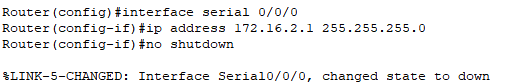 Router(config)#interface serial 0/0/0
Router(config-if)#ip address 172.16.2.1 255.255.255.0
Router(config-if)#no shutdown
%LINK-5-CHANGED: Interface Serial0/0/0, changed state to down